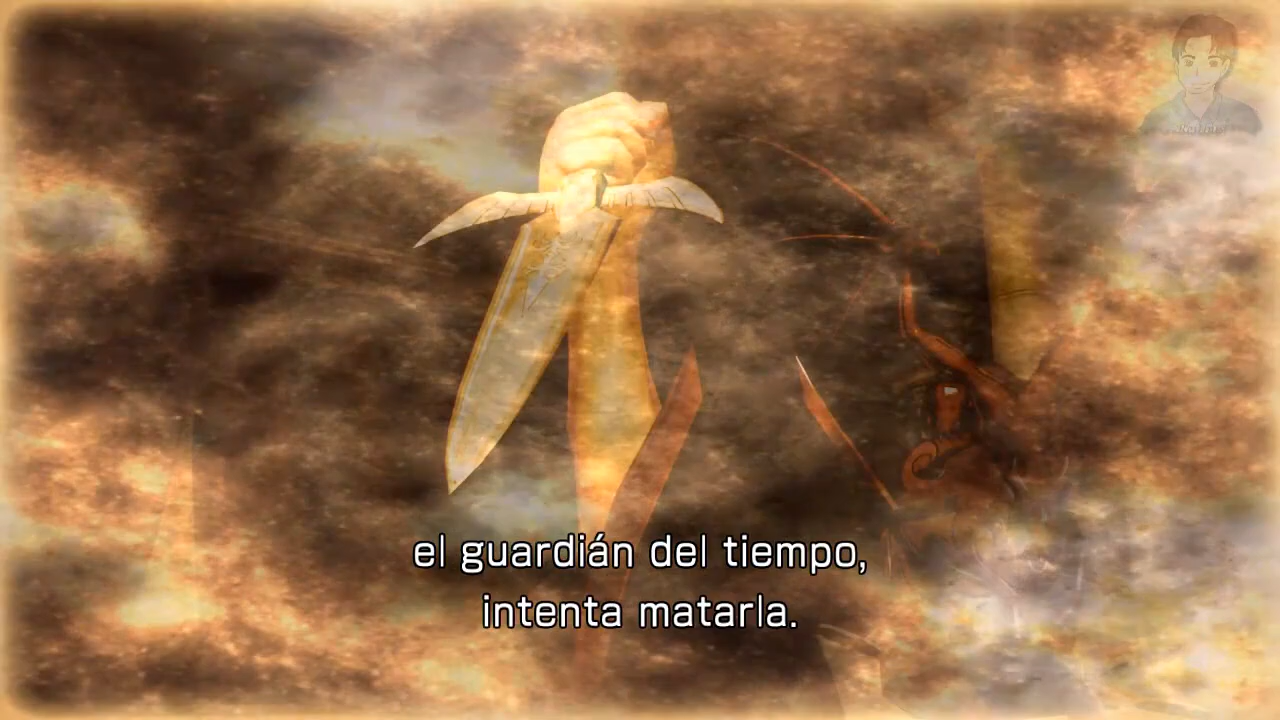 el guardián del tiempo,
intenta matarla.